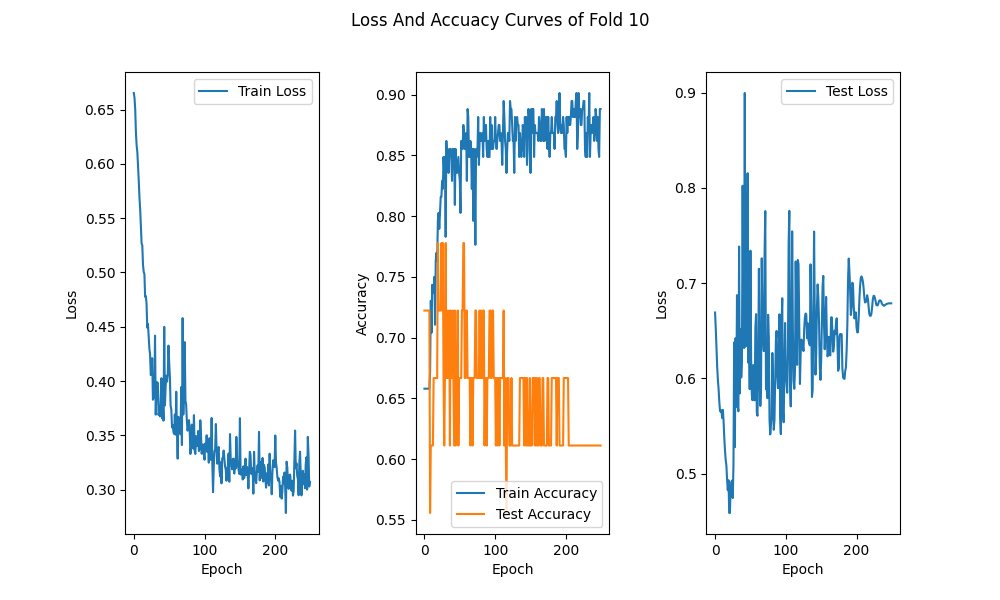 Loss And Accuacy Curves of Fold 10
Train Loss
0.65
0.60
0.55
0.50
0.45
0.40
0.35
0.30
Loss
0
100
200
Epoch
0.90
0.85
0.80
0.75
0.70
0.65
0.60
0.55
Accuracy
Train Accuracy
Test Accuracy
0
100
200
Epoch
Test Loss
0.9
0.8
0.7
0.6
0.5
Loss
0
100
200
Epoch